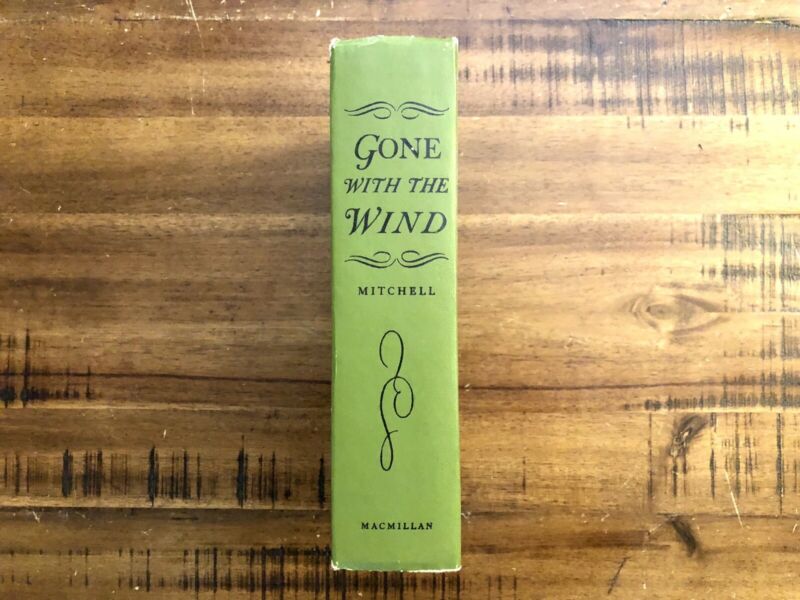 GONE
WITH THE
WIND
MITCHELL
MACMILLAN